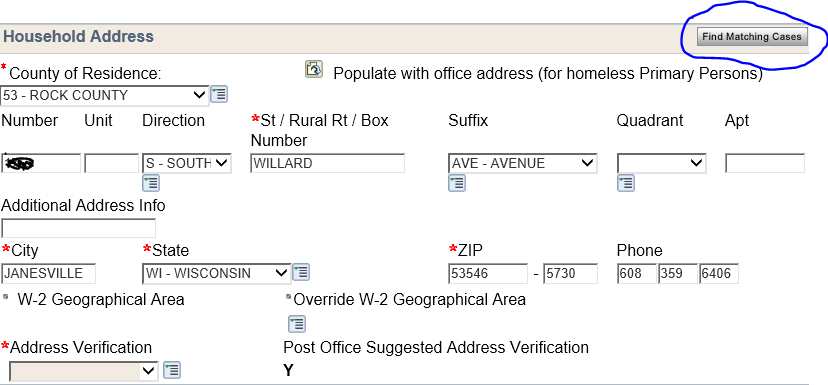 Household Address Find Matching Cases
*County of Residence: Populate with office address (for homeless Primary Persons)
53 - ROCK COUNTY
Number Unit Direction *St / Rural Rt / Box Number Suffix Quadrant Apt
S - SOUTH WILLARD AVE - AVENUE
Additional Address Info
*City *State *ZIP Phone
JANESVILLE WI - WISCONSIN 53546 - 5730 608 359 6406
W-2 Geographical Area Override W-2 Geographical Area
*Address Verification Post Office Suggested Address Verification
Y